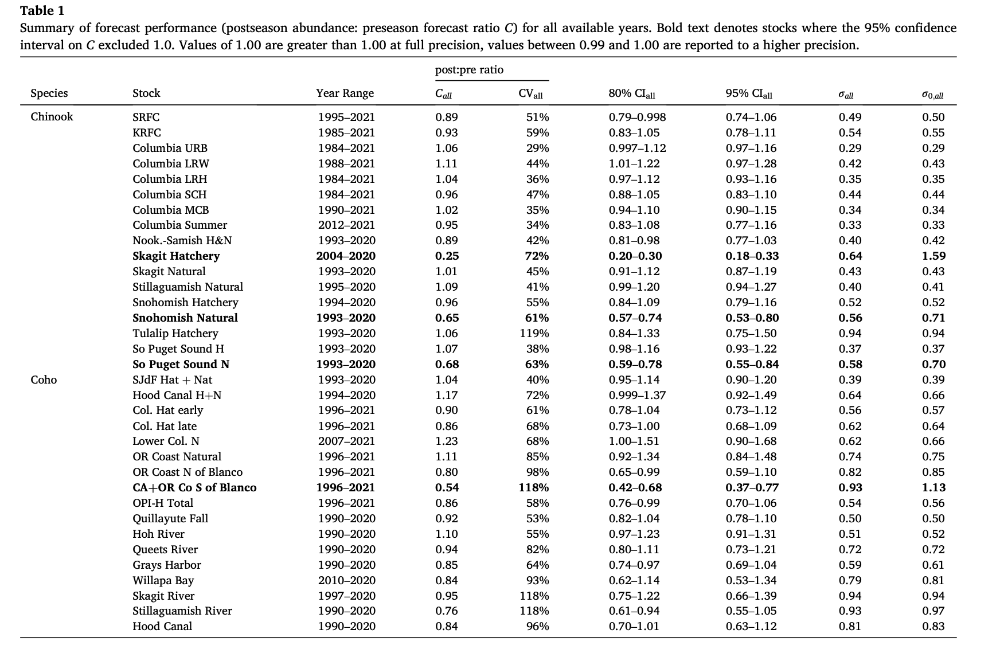 Table 1
Summary of forecast performance (postseason abundance: preseason forecast ratio C) for all available years. Bold text denotes stocks where the 95% confidence
interval on C excluded 1.0. Values of 1.00 are greater than 1.00 at full precision, values between 0.99 and 1.00 are reported to a higher precision.
post:pre ratio
Species Stock Year Range Call CVall 80% CIall 95% CIall σall σ0,all
Chinook SRFC 1995–2021 0.89 51% 0.79–0.998 0.74–1.06 0.49 0.50
KRFC 1985–2021 0.93 59% 0.83–1.05 0.78–1.11 0.54 0.55
Columbia URB 1984–2021 1.06 29% 0.997–1.12 0.97–1.16 0.29 0.29
Columbia LRW 1988–2021 1.11 44% 1.01–1.22 0.97–1.28 0.42 0.43
Columbia LRH 1984–2021 1.04 36% 0.97–1.12 0.93–1.16 0.35 0.35
Columbia SCH 1984–2021 0.96 47% 0.88–1.05 0.83–1.10 0.44 0.44
Columbia MCB 1990–2021 1.02 35% 0.94–1.10 0.90–1.15 0.34 0.34
Columbia Summer 2012–2021 0.95 34% 0.83–1.08 0.77–1.16 0.33 0.33
Nook.-Samish H&N 1993–2020 0.89 42% 0.81–0.98 0.77–1.03 0.40 0.42
Skagit Hatchery 2004–2020 0.25 72% 0.20–0.30 0.18–0.33 0.64 1.59
Skagit Natural 1993–2020 1.01 45% 0.91–1.12 0.87–1.19 0.43 0.43
Stillaguamish Natural 1995–2020 1.09 41% 0.99–1.20 0.94–1.27 0.40 0.41
Snohomish Hatchery 1994–2020 0.96 55% 0.84–1.09 0.79–1.16 0.52 0.52
Snohomish Natural 1993–2020 0.65 61% 0.57–0.74 0.53–0.80 0.56 0.71
Tulalip Hatchery 1993–2020 1.06 119% 0.84–1.33 0.75–1.50 0.94 0.94
So Puget Sound H 1993–2020 1.07 38% 0.98–1.16 0.93–1.22 0.37 0.37
So Puget Sound N 1993–2020 0.68 63% 0.59–0.78 0.55–0.84 0.58 0.70
Coho SJdF Hat + Nat 1993–2020 1.04 40% 0.95–1.14 0.90–1.20 0.39 0.39
Hood Canal H+N 1994–2020 1.17 72% 0.999–1.37 0.92–1.49 0.64 0.66
Col. Hat early 1996–2021 0.90 61% 0.78–1.04 0.73–1.12 0.56 0.57
Col. Hat late 1996–2021 0.86 68% 0.73–1.00 0.68–1.09 0.62 0.64
Lower Col. N 2007–2021 1.23 68% 1.00–1.51 0.90–1.68 0.62 0.66
OR Coast Natural 1996–2021 1.11 85% 0.92–1.34 0.84–1.48 0.74 0.75
OR Coast N of Blanco 1996–2021 0.80 98% 0.65–0.99 0.59–1.10 0.82 0.85
CA+OR Co S of Blanco 1996–2021 0.54 118% 0.42–0.68 0.37–0.77 0.93 1.13
OPI-H Total 1996–2021 0.86 58% 0.76–0.99 0.70–1.06 0.54 0.56
Quillayute Fall 1990–2020 0.92 53% 0.82–1.04 0.78–1.10 0.50 0.50
Hoh River 1990–2020 1.10 55% 0.97–1.23 0.91–1.31 0.51 0.52
Queets River 1990–2020 0.94 82% 0.80–1.11 0.73–1.21 0.72 0.72
Grays Harbor 1990–2020 0.85 64% 0.74–0.97 0.69–1.04 0.59 0.61
Willapa Bay 2010–2020 0.84 93% 0.62–1.14 0.53–1.34 0.79 0.81
Skagit River 1997–2020 0.95 118% 0.75–1.22 0.66–1.39 0.94 0.94
Stillaguamish River 1990–2020 0.76 118% 0.61–0.94 0.55–1.05 0.93 0.97
Hood Canal 1990–2020 0.84 96% 0.70–1.01 0.63–1.12 0.81 0.83